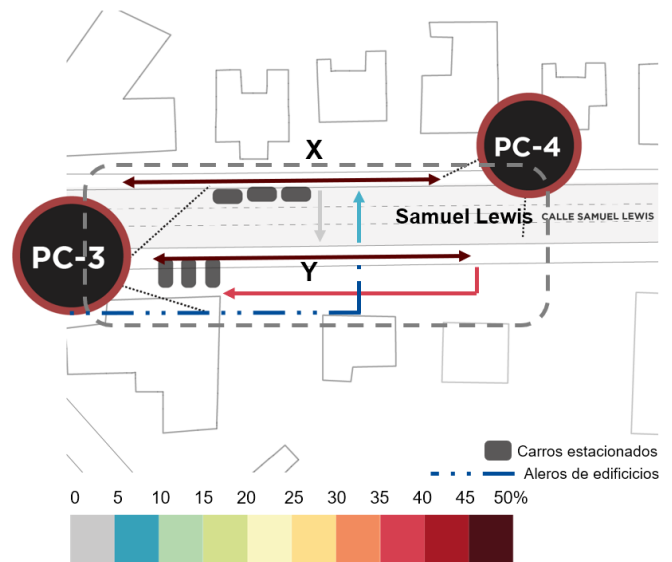 X
PC-4
Samuel Lewis
CALLE SAMUEL LEWIS
PC-3
Y
Carros estacionados
Aleros de edificicios
0 5 10 15 20 25 30 35 40 45 50%